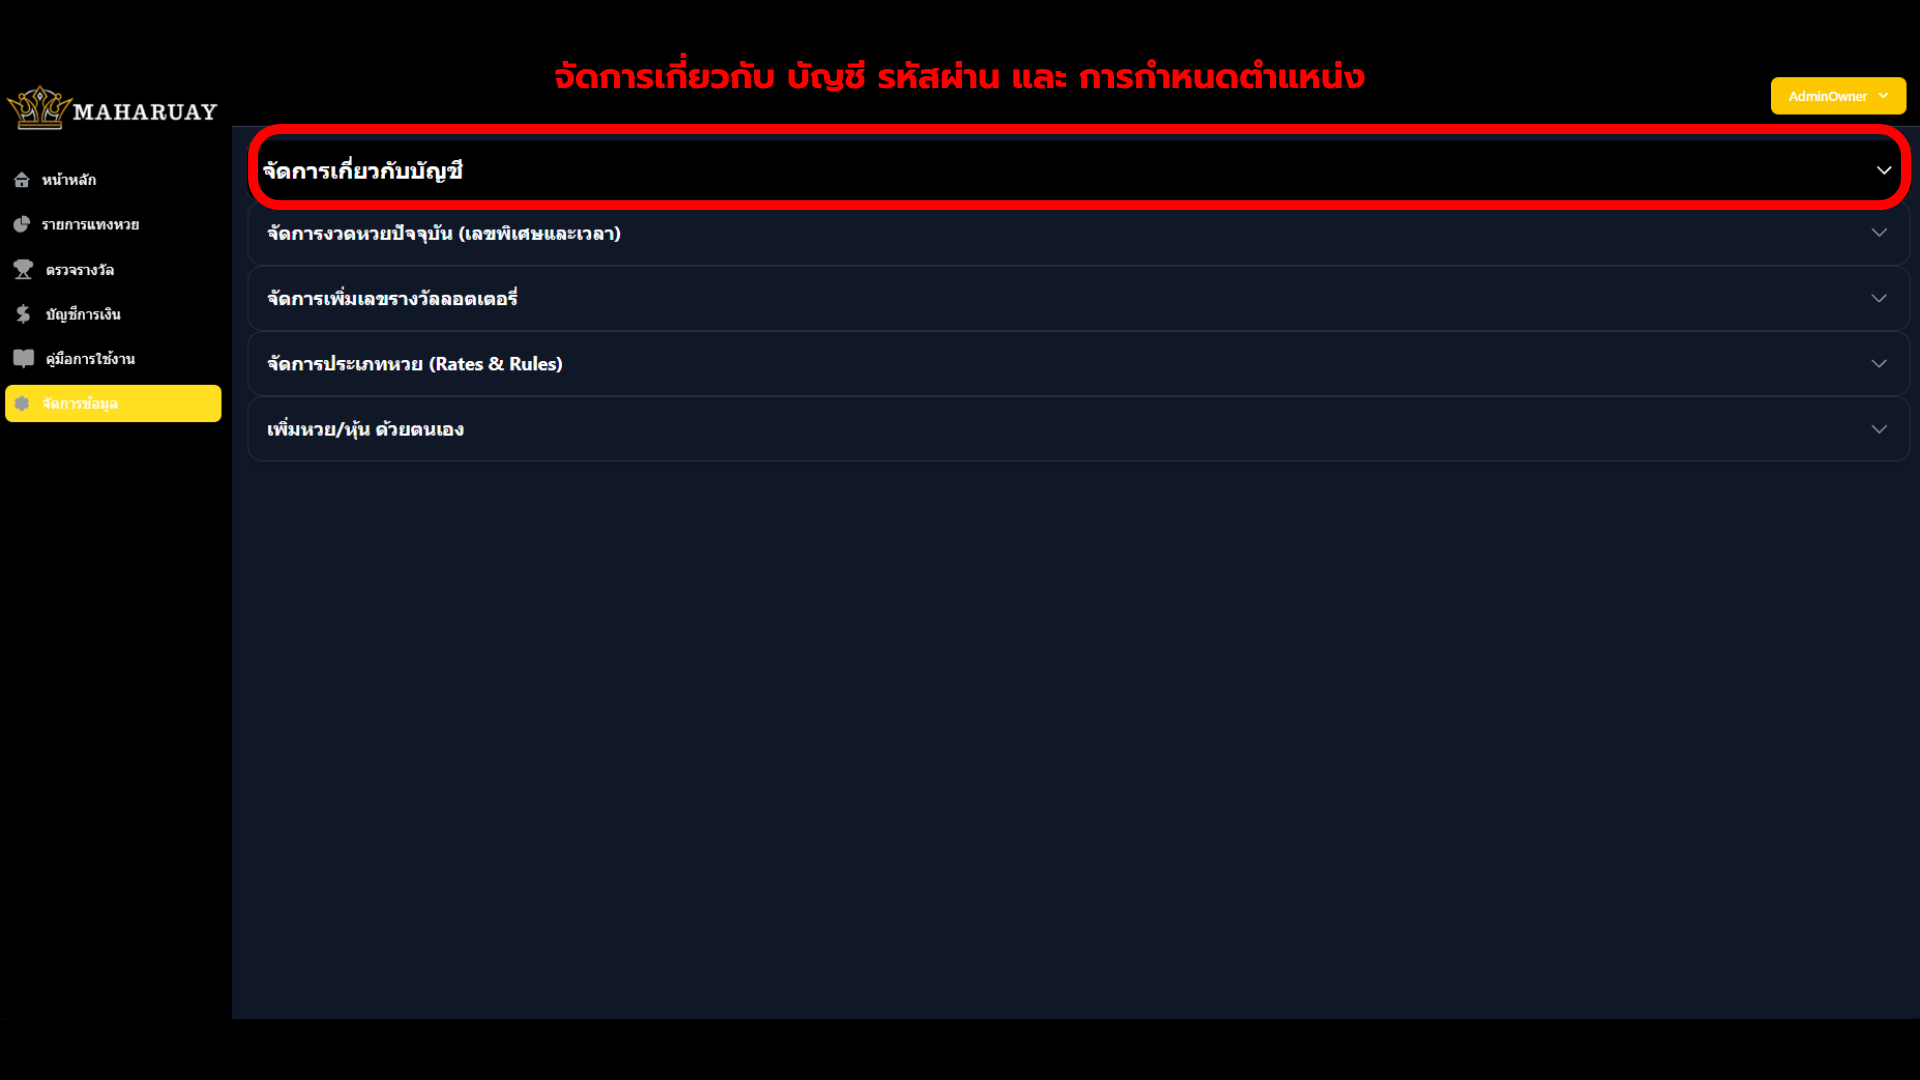 จัดการเกี่ยวกับ บัญชี รหัสผ่าน และ การกำหนดตำแหน่ง
MAHARUAY
AdminOwner
หน้าหลัก
รายการแทงหวย
ตรวจรางวัล
บัญชีการเงิน
คู่มือการใช้งาน
จัดการข้อมูล
จัดการเกี่ยวกับบัญชี
จัดการงวดหวยปัจจุบัน (เลขพิเศษและเวลา)
จัดการเพิ่มเลขรางวัลลอตเตอรี่
จัดการประเภทหวย (Rates & Rules)
เพิ่มหวย/หุ้น ด้วยตนเอง